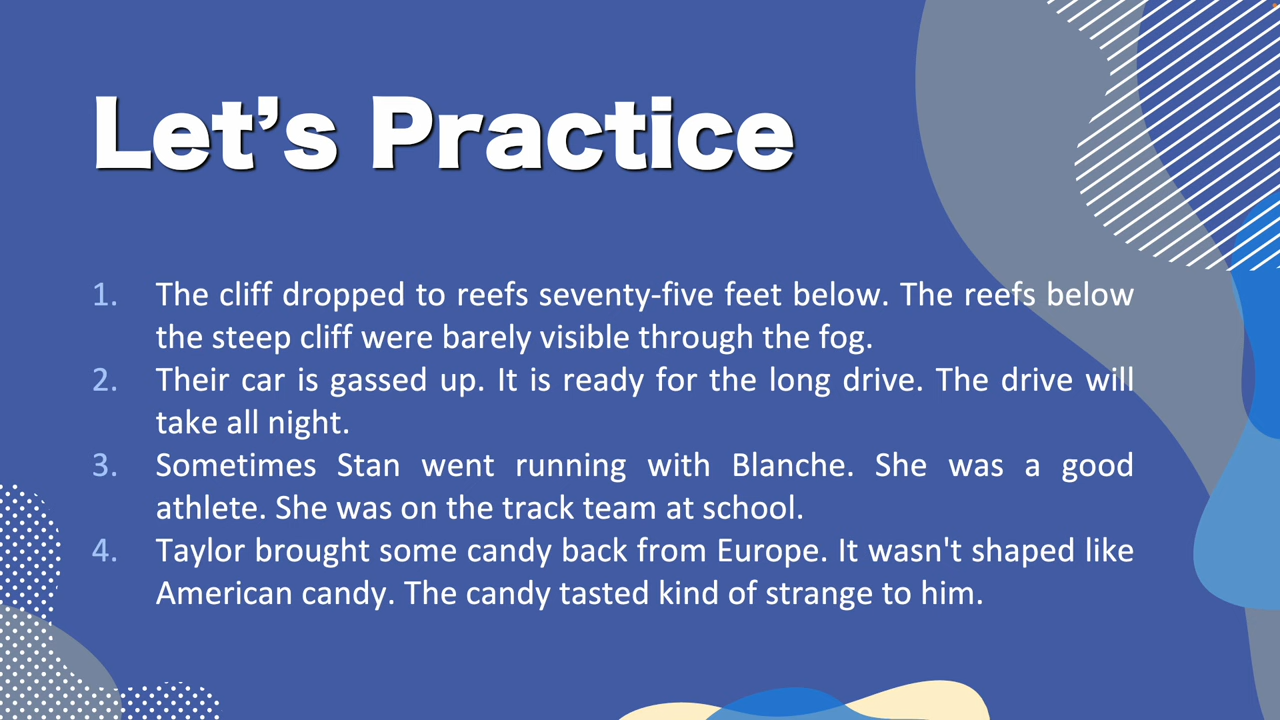 Let’s Practice
1. The cliff dropped to reefs seventy-five feet below. The reefs below
the steep cliff were barely visible through the fog.
2. Their car is gassed up. It is ready for the long drive. The drive will
take all night.
3. Sometimes Stan went running with Blanche. She was a good
athlete. She was on the track team at school.
4. Taylor brought some candy back from Europe. It wasn't shaped like
American candy. The candy tasted kind of strange to him.